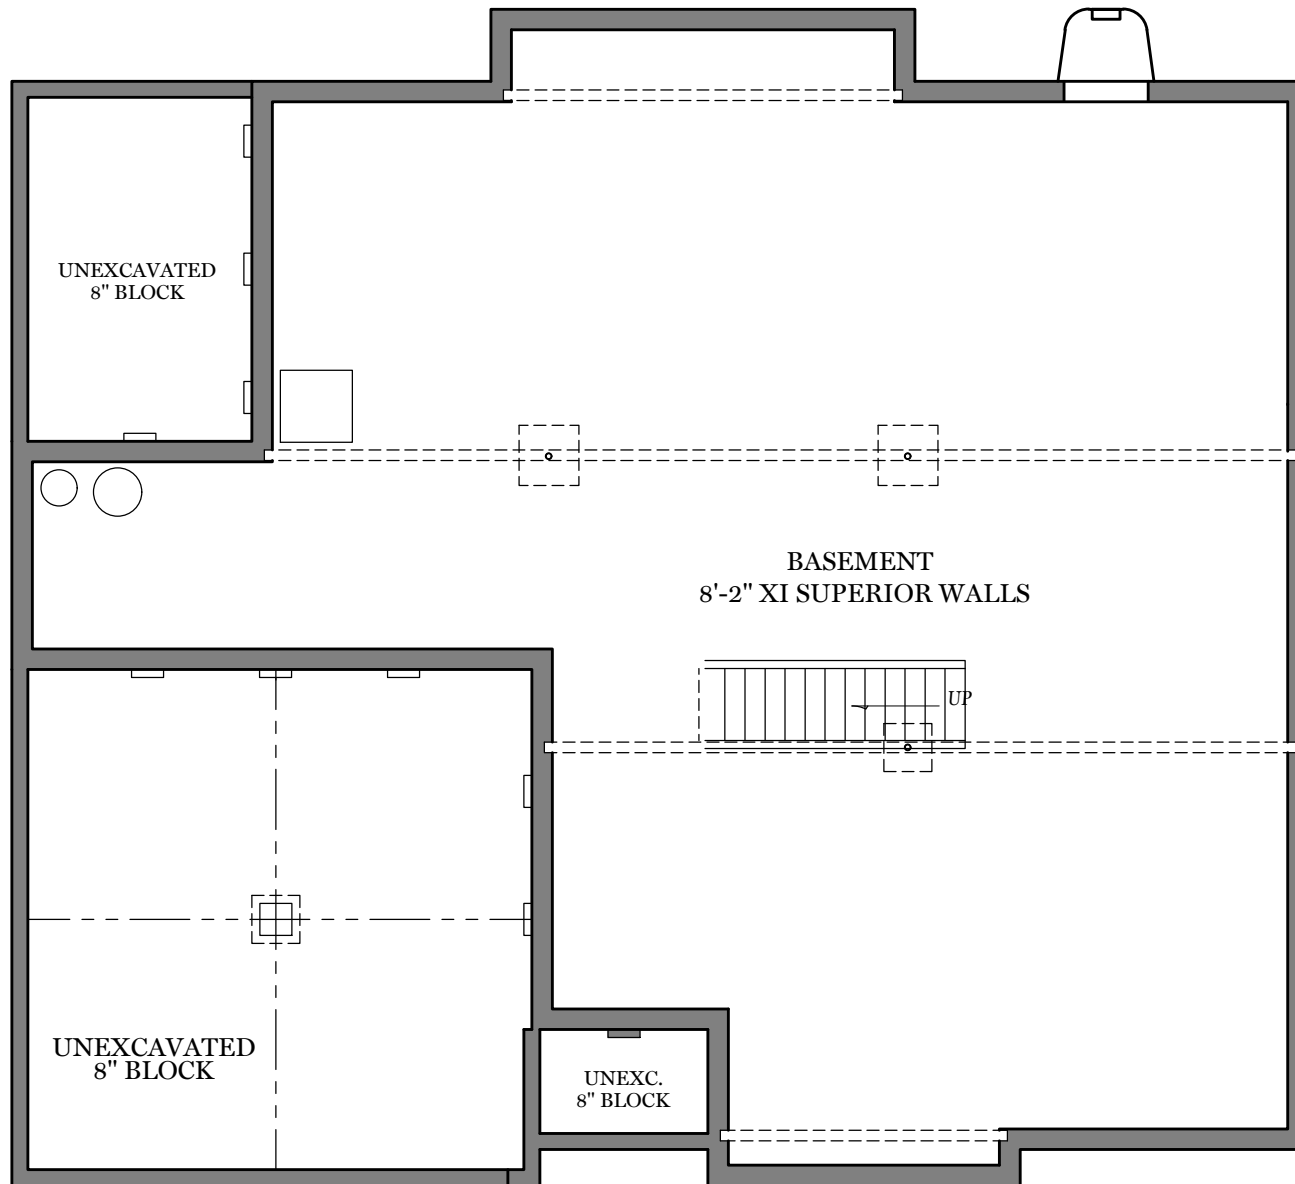 UNEXCAVATED
8" BLOCK
BASEMENT
8'-2" XI SUPERIOR WALLS
UP
UNEXCAVATED
8" BLOCK
UNEXC.
8" BLOCK